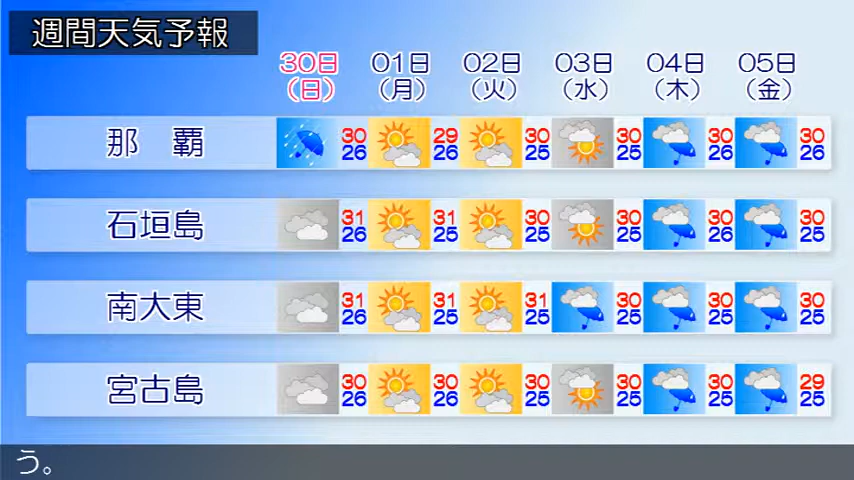 週間天気予報
30日 01日 02日 03日 04日 05日
(日) (月) (火) (水) (木) (金)
那 覇 30 26 29 26 30 25 30 25 30 26 30 26
石垣島 31 26 31 25 30 25 30 25 30 26 30 25
南大東 31 26 31 25 31 25 30 25 30 25 30 25
宮古島 30 26 30 26 30 25 30 25 30 25 29 25
う。